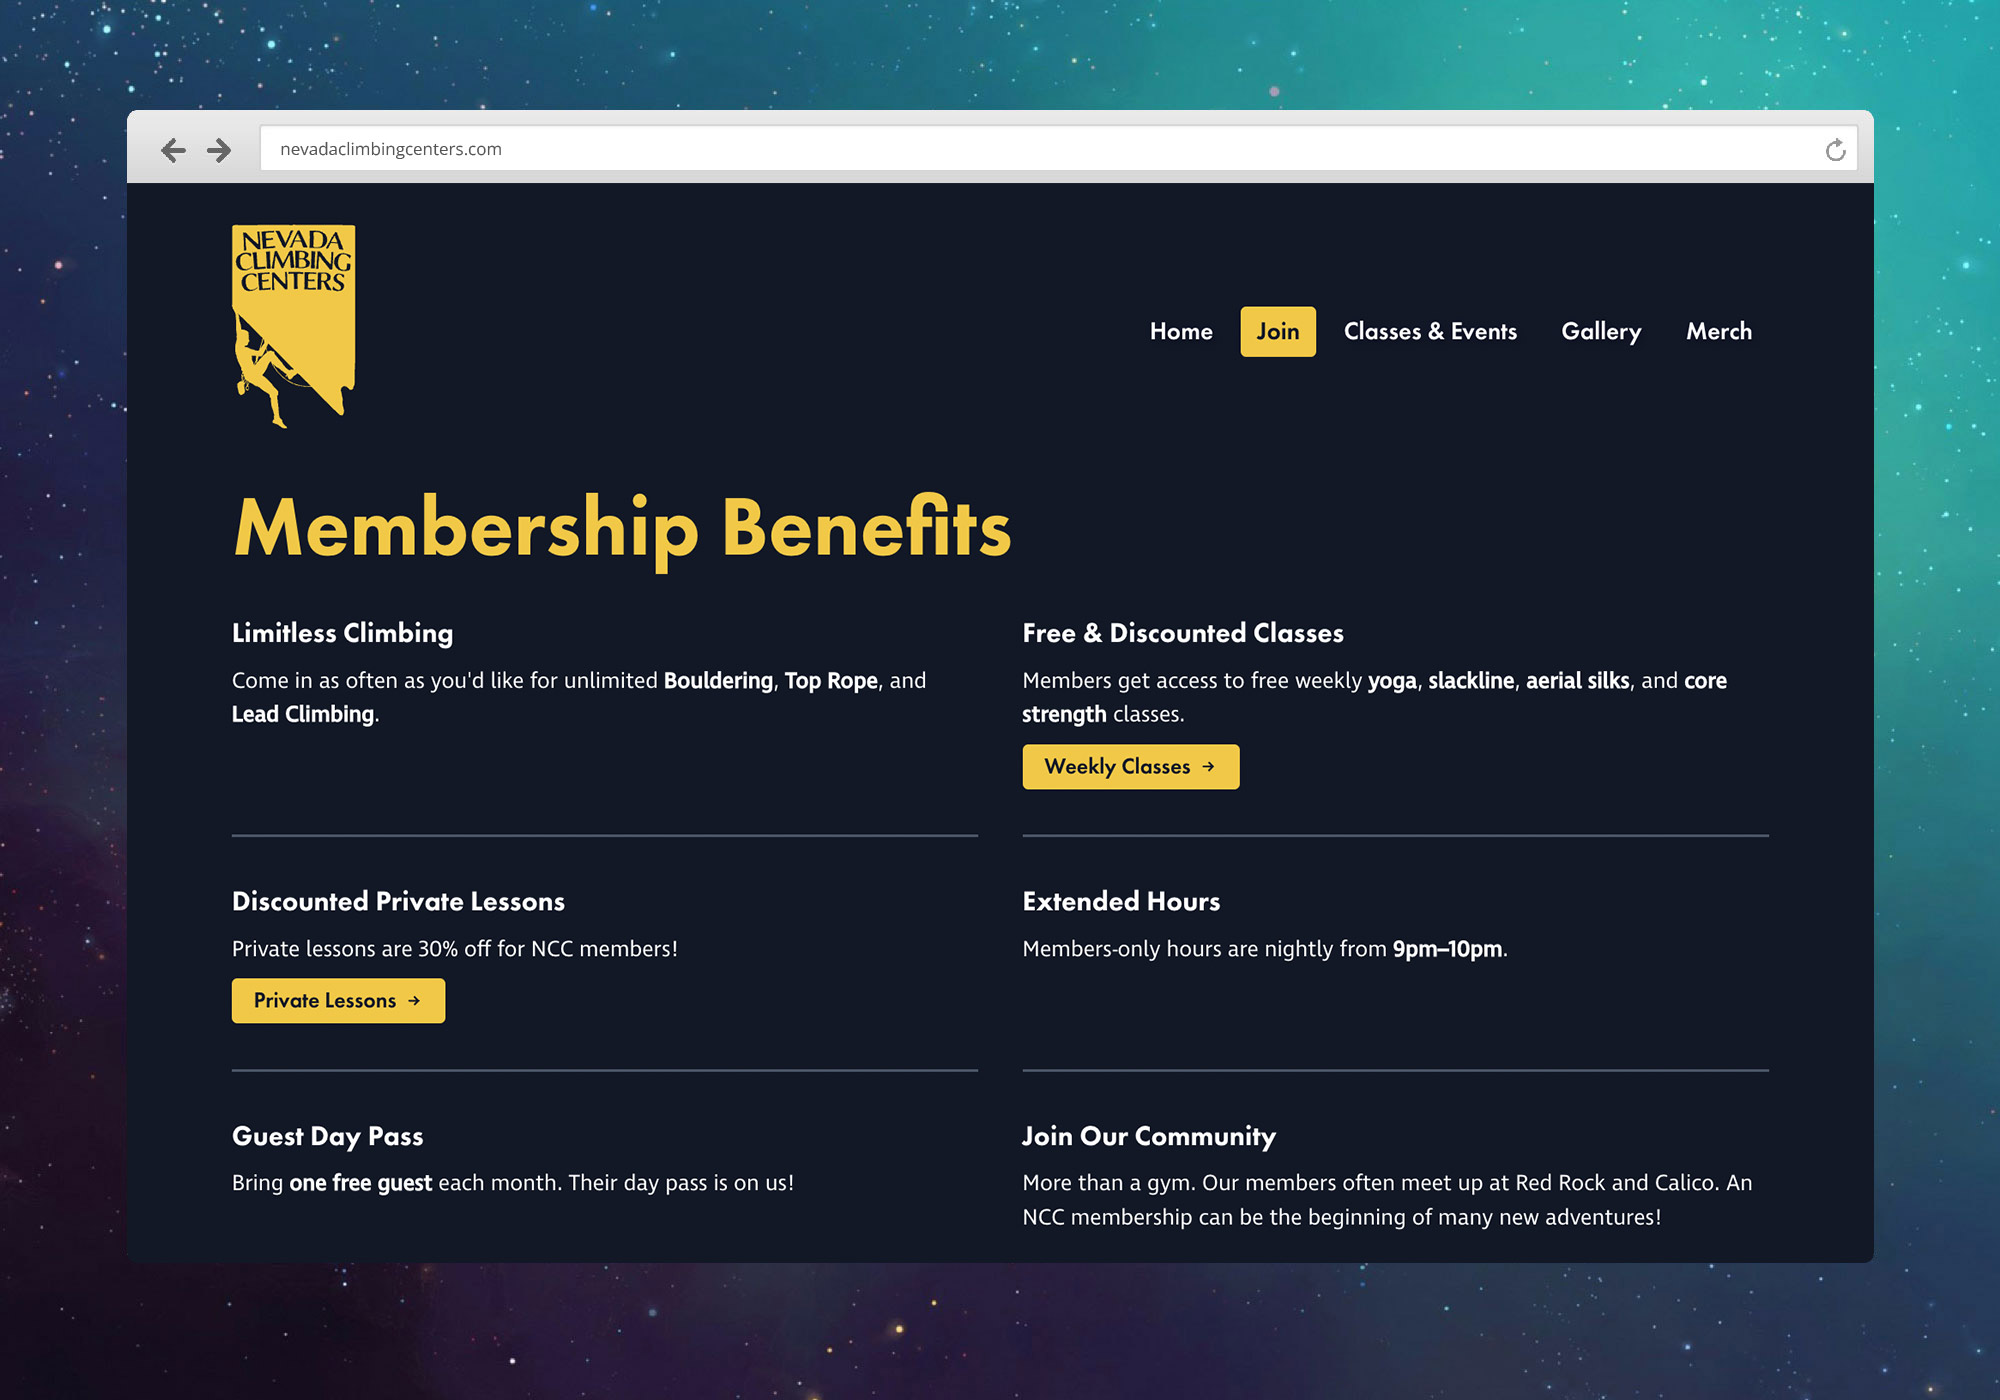 nevadaclimbingcenters.com
NEVADA
CLIMBING
CENTERS
Home Join Classes & Events Gallery Merch
Membership Benefits
Limitless Climbing
Come in as often as you'd like for unlimited Bouldering, Top Rope, and
Lead Climbing.
Free & Discounted Classes
Members get access to free weekly yoga, slackline, aerial silks, and core
strength classes.
Weekly Classes →
Discounted Private Lessons
Private lessons are 30% off for NCC members!
Private Lessons →
Extended Hours
Members-only hours are nightly from 9pm–10pm.
Guest Day Pass
Bring one free guest each month. Their day pass is on us!
Join Our Community
More than a gym. Our members often meet up at Red Rock and Calico. An
NCC membership can be the beginning of many new adventures!